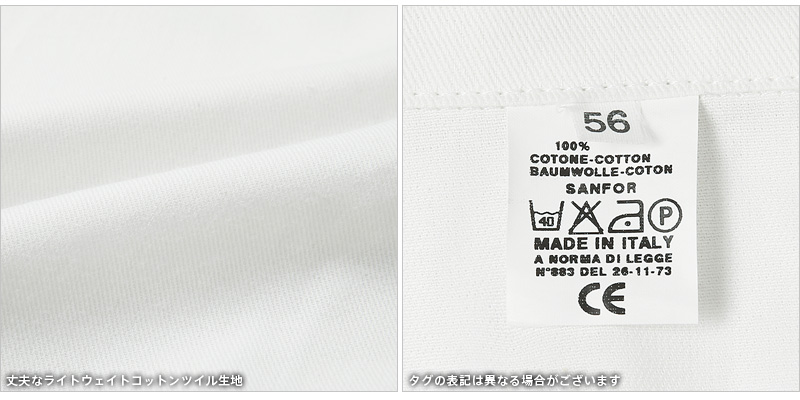 丈夫なライトウェイトコットンツイル生地
56
100%
COTONE-COTTON
BAUMWOLLE-COTON
SANFOR
40 P
MADE IN ITALY
A NORMA DI LEGGE
N°883 DEL 26-11-73
CE
タグの表記は異なる場合がございます